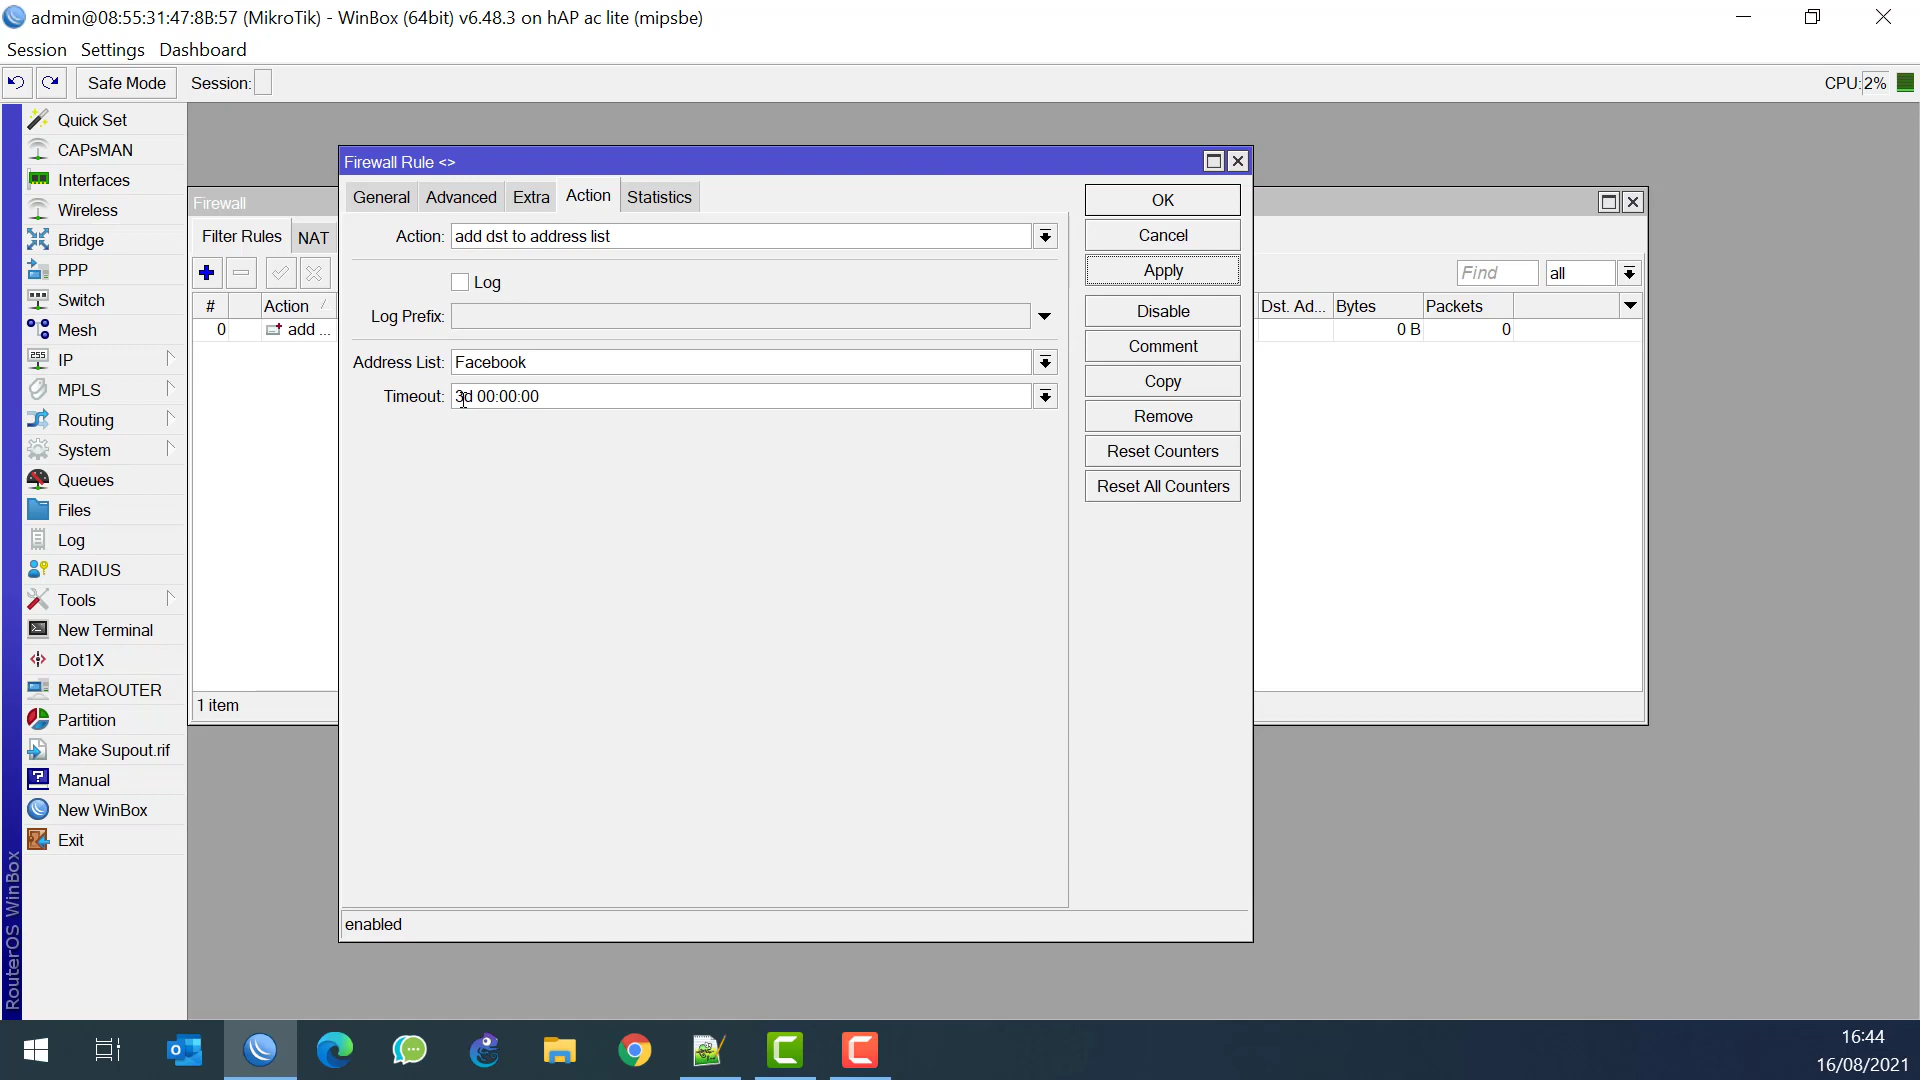 admin@08:55:31:47:8B:57 (MikroTik) - WinBox (64bit) v6.48.3 on hAP ac lite (mipsbe)
Session Settings Dashboard
Safe Mode Session: CPU: 2%
Quick Set
CAPsMAN
Interfaces
Wireless
Bridge
PPP
Switch
Mesh
IP
MPLS
Routing
System
Queues
Files
Log
RADIUS
Tools
New Terminal
Dot1X
MetaROUTER
Partition
Make Supout.rif
Manual
New WinBox
Exit
RouterOS WinBox
Firewall
Filter Rules NAT
Find all
# Action Dst. Ad... Bytes Packets
0 add ... 0 B 0
1 item
Firewall Rule <>
General Advanced Extra Action Statistics
Action: add dst to address list
Log
Log Prefix:
Address List: Facebook
Timeout: 3d 00:00:00
OK
Cancel
Apply
Disable
Comment
Copy
Remove
Reset Counters
Reset All Counters
enabled
16:44
16/08/2021